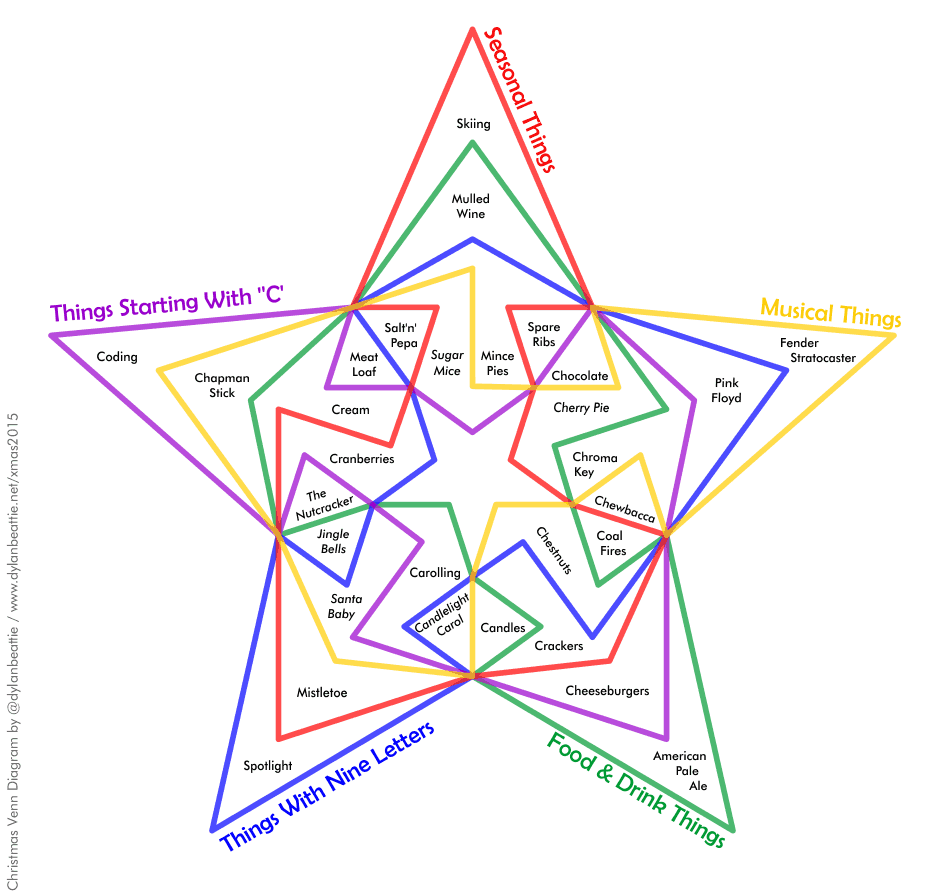 Seasonal Things
Skiing
Mulled
Wine
Things Starting With "C'
Musical Things
Coding
Fender
Stratocaster
Salt'n'
Pepa
Meat
Loaf
Sugar
Mice
Mince
Pies
Spare
Ribs
Chocolate
Chapman
Stick
Pink
Floyd
Cream
Cherry Pie
Cranberries
Chroma
Key
The
Nutcracker
Chewbacca
Jingle
Bells
Coal
Fires
Chestnuts
Carolling
Santa
Baby
Candlelight
Carol
Candles
Crackers
Mistletoe
Cheeseburgers
Spotlight
American
Pale
Ale
Things With Nine Letters
Food & Drink Things
Christmas Venn Diagram by @dylanbeattie / www.dylanbeattie.net/xmas2015